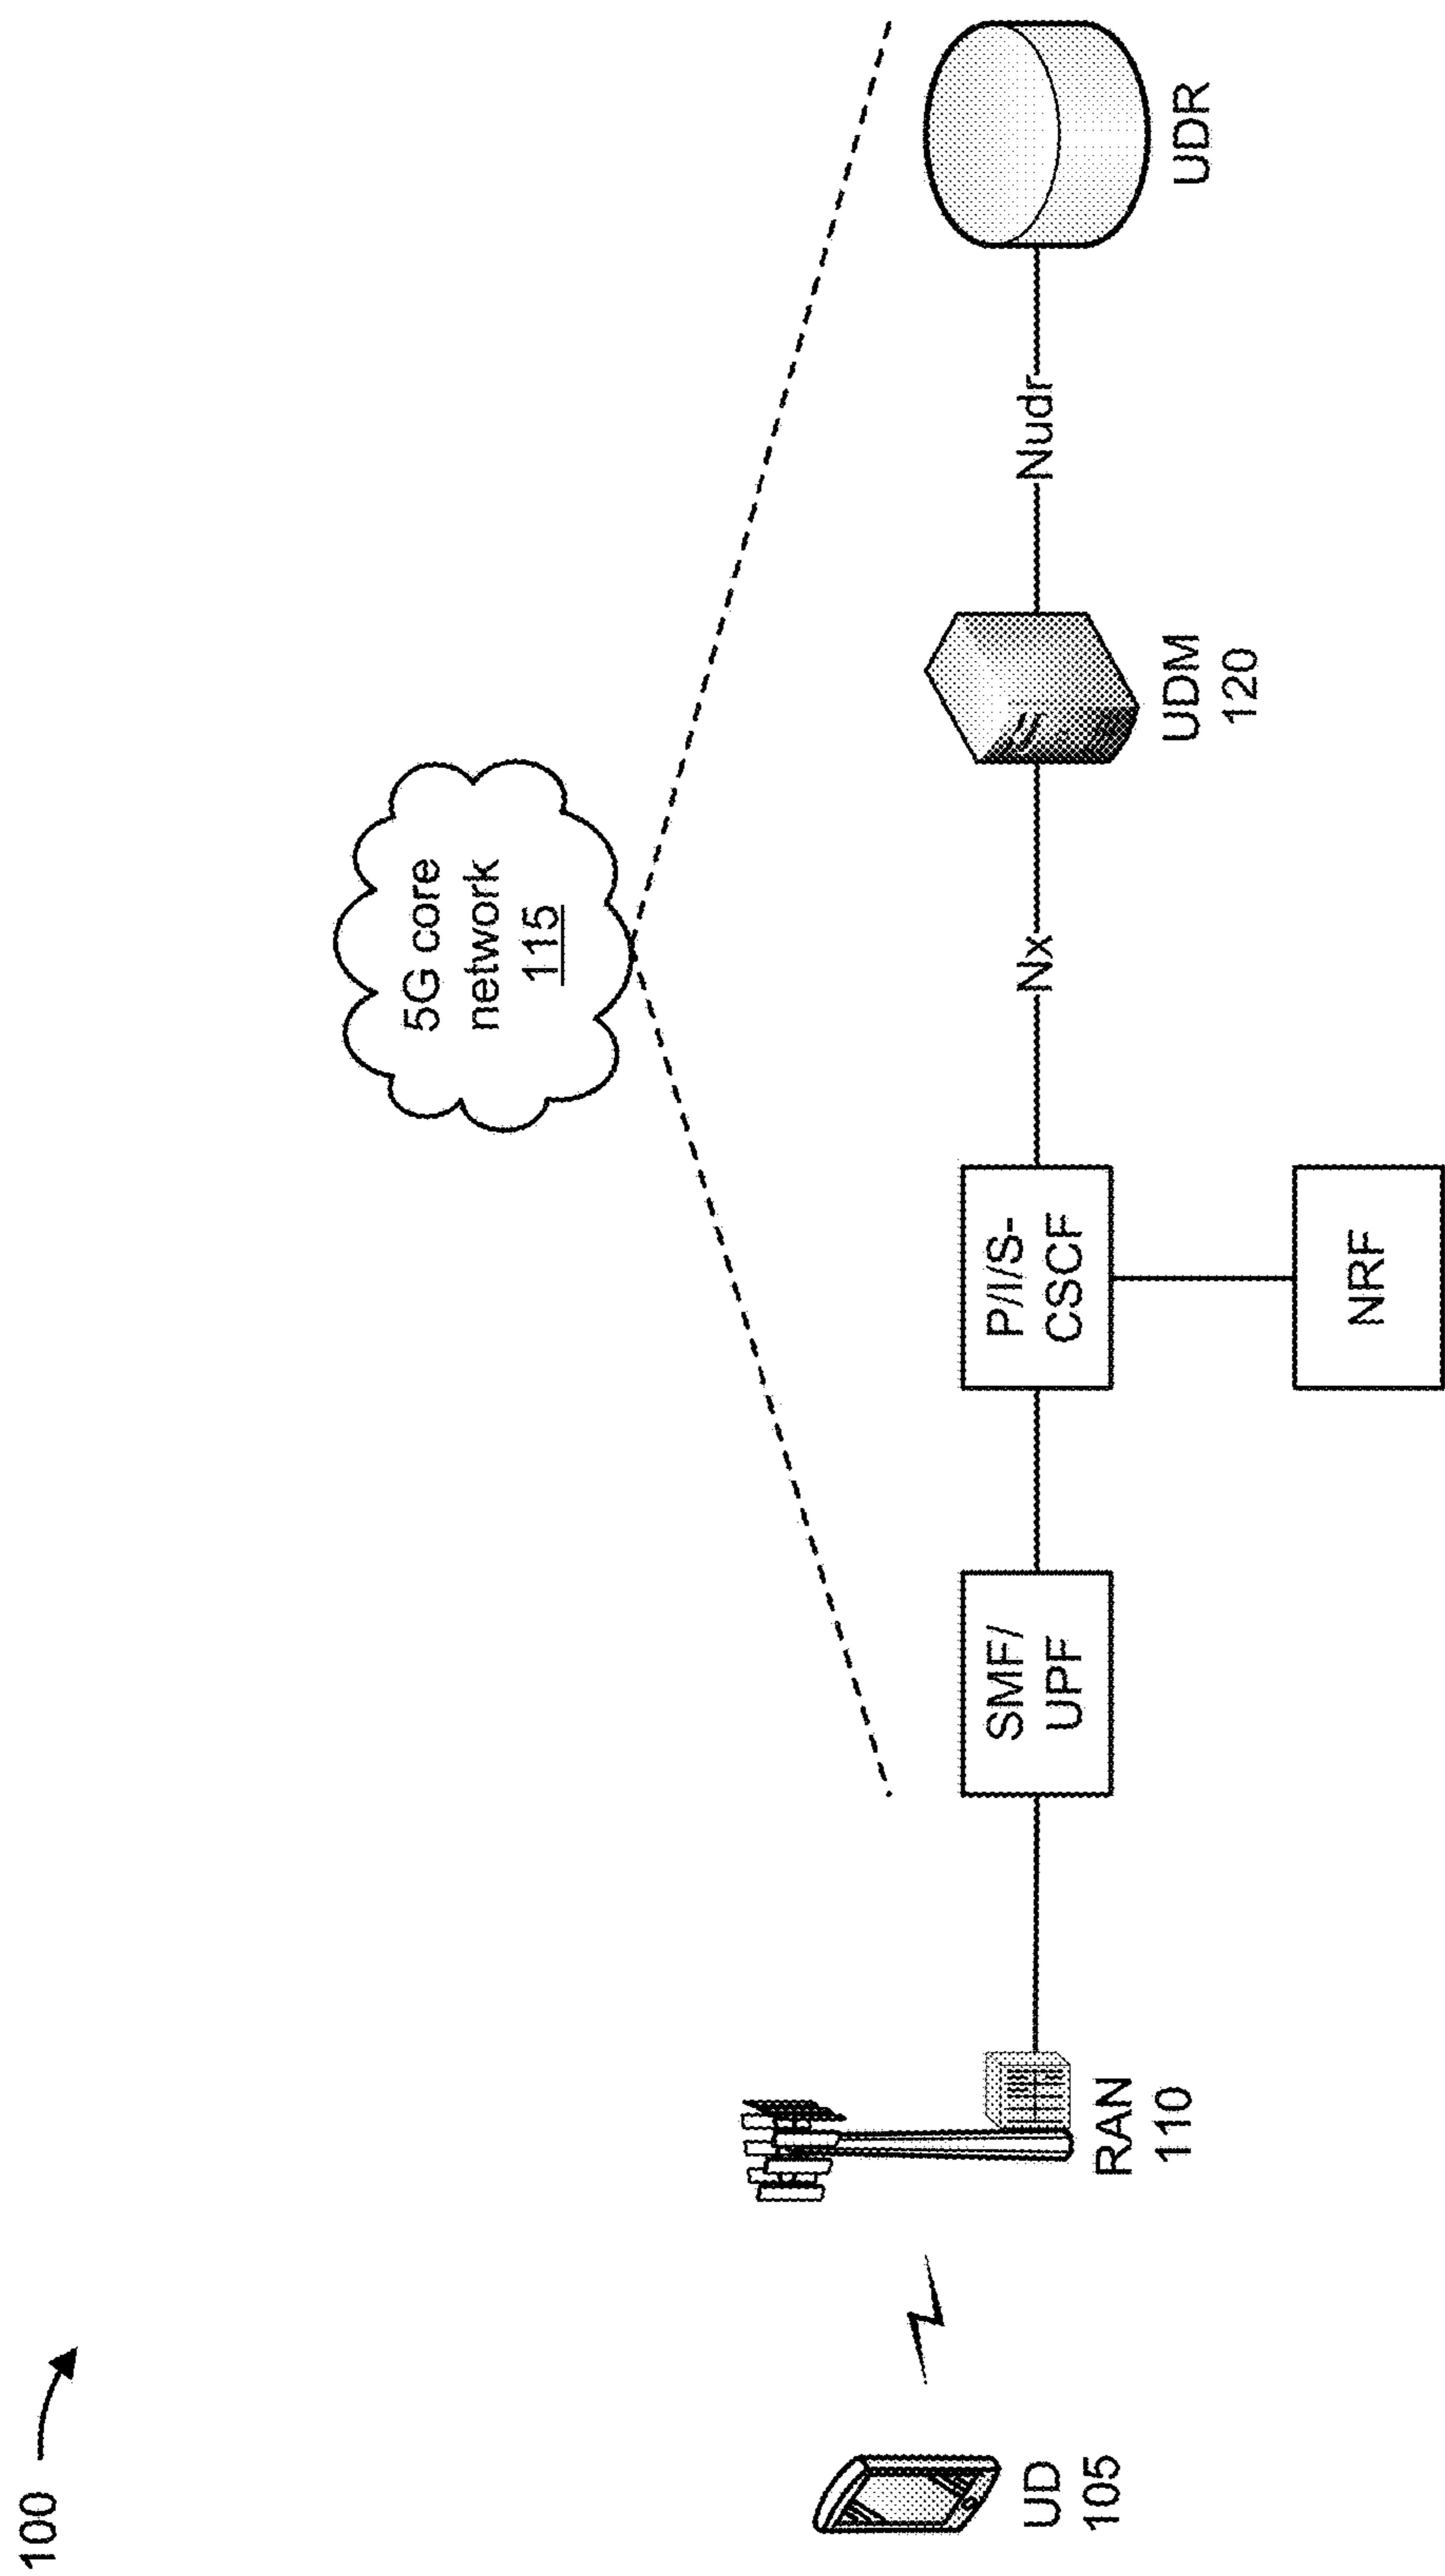 100
5G core
network
115
UD
105
RAN
110
SMF/
UPF
P/I/S-
CSCF
NRF
Nx
UDM
120
Nudr
UDR